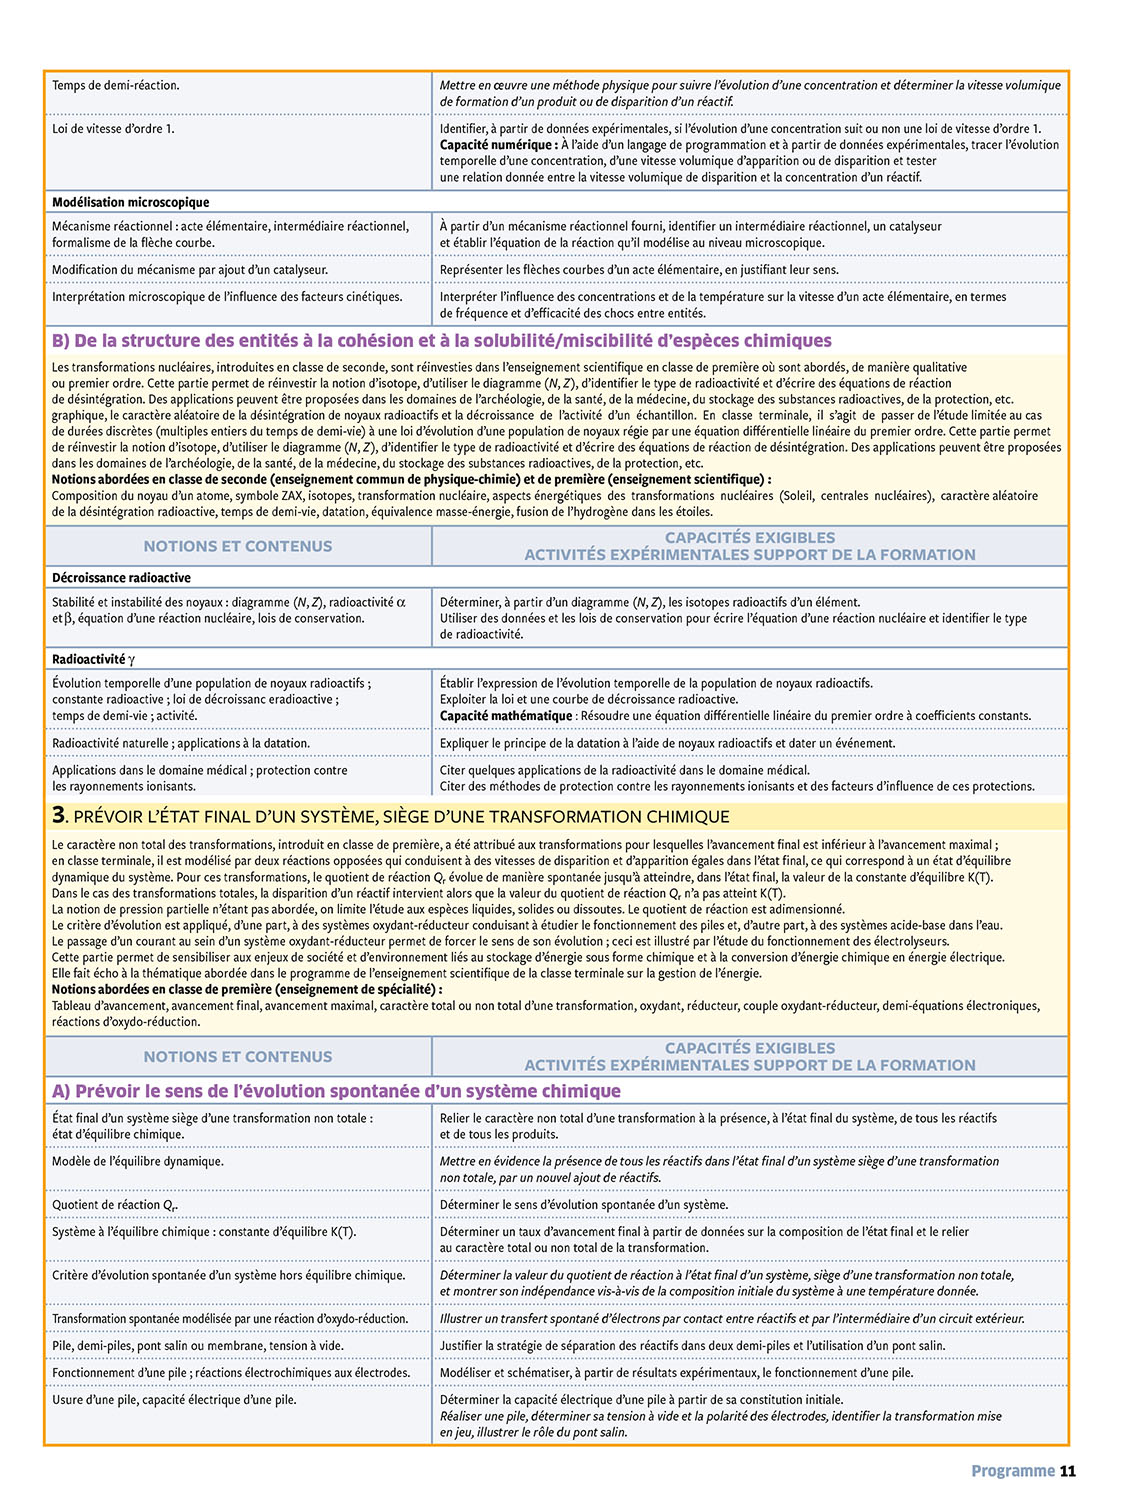 Temps de demi-réaction.
Mettre en œuvre une méthode physique pour suivre l'évolution d'une concentration et déterminer la vitesse volumique
de formation d'un produit ou de disparition d'un réactif.
Loi de vitesse d'ordre 1.
Identifier, à partir de données expérimentales, si l'évolution d'une concentration suit ou non une loi de vitesse d'ordre 1.
Capacité numérique : À l'aide d'un langage de programmation et à partir de données expérimentales, tracer l'évolution
temporelle d'une concentration, d'une vitesse volumique d'apparition ou de disparition et tester
une relation donnée entre la vitesse volumique de disparition et la concentration d'un réactif.
Modélisation microscopique
Mécanisme réactionnel : acte élémentaire, intermédiaire réactionnel,
formalisme de la flèche courbe.
À partir d'un mécanisme réactionnel fourni, identifier un intermédiaire réactionnel, un catalyseur
et établir l'équation de la réaction qu'il modélise au niveau microscopique.
Modification du mécanisme par ajout d'un catalyseur.
Représenter les flèches courbes d'un acte élémentaire, en justifiant leur sens.
Interprétation microscopique de l'influence des facteurs cinétiques.
Interpréter l'influence des concentrations et de la température sur la vitesse d'un acte élémentaire, en termes
de fréquence et d'efficacité des chocs entre entités.
B) De la structure des entités à la cohésion et à la solubilité/miscibilité d'espèces chimiques
Les transformations nucléaires, introduites en classe de seconde, sont réinvesties dans l'enseignement scientifique en classe de première où sont abordés, de manière qualitative
ou premier ordre. Cette partie permet de réinvestir la notion d'isotope, d'utiliser le diagramme (N, Z), d'identifier le type de radioactivité et d'écrire des équations de réaction
de désintégration. Des applications peuvent être proposées dans les domaines de l'archéologie, de la santé, de la médecine, du stockage des substances radioactives, de la protection, etc.
graphique, le caractère aléatoire de la désintégration de noyaux radioactifs et la décroissance de l'activité d'un échantillon. En classe terminale, il s'agit de passer de l'étude limitée au cas
de durées discrètes (multiples entiers du temps de demi-vie) à une loi d'évolution d'une population de noyaux régie par une équation différentielle linéaire du premier ordre. Cette partie permet
de réinvestir la notion d'isotope, d'utiliser le diagramme (N, Z), d'identifier le type de radioactivité et d'écrire des équations de réaction de désintégration. Des applications peuvent être proposées
dans les domaines de l'archéologie, de la santé, de la médecine, du stockage des substances radioactives, de la protection, etc.
Notions abordées en classe de seconde (enseignement commun de physique-chimie) et de première (enseignement scientifique) :
Composition du noyau d'un atome, symbole ZAX, isotopes, transformation nucléaire, aspects énergétiques des transformations nucléaires (Soleil, centrales nucléaires), caractère aléatoire
de la désintégration radioactive, temps de demi-vie, datation, équivalence masse-énergie, fusion de l'hydrogène dans les étoiles.
NOTIONS ET CONTENUS
CAPACITÉS EXIGIBLES
ACTIVITÉS EXPÉRIMENTALES SUPPORT DE LA FORMATION
Décroissance radioactive
Stabilité et instabilité des noyaux : diagramme (N, Z), radioactivité α
et β, équation d'une réaction nucléaire, lois de conservation.
Déterminer, à partir d'un diagramme (N, Z), les isotopes radioactifs d'un élément.
Utiliser des données et les lois de conservation pour écrire l'équation d'une réaction nucléaire et identifier le type
de radioactivité.
Radioactivité γ
Évolution temporelle d'une population de noyaux radioactifs ;
constante radioactive ; loi de décroissanc eradioactive ;
temps de demi-vie ; activité.
Établir l'expression de l'évolution temporelle de la population de noyaux radioactifs.
Exploiter la loi et une courbe de décroissance radioactive.
Capacité mathématique : Résoudre une équation différentielle linéaire du premier ordre à coefficients constants.
Radioactivité naturelle ; applications à la datation.
Expliquer le principe de la datation à l'aide de noyaux radioactifs et dater un événement.
Applications dans le domaine médical ; protection contre
les rayonnements ionisants.
Citer quelques applications de la radioactivité dans le domaine médical.
Citer des méthodes de protection contre les rayonnements ionisants et des facteurs d'influence de ces protections.
3. PRÉVOIR L'ÉTAT FINAL D'UN SYSTÈME, SIÈGE D'UNE TRANSFORMATION CHIMIQUE
Le caractère non total des transformations, introduit en classe de première, a été attribué aux transformations pour lesquelles l'avancement final est inférieur à l'avancement maximal ;
en classe terminale, il est modélisé par deux réactions opposées qui conduisent à des vitesses de disparition et d'apparition égales dans l'état final, ce qui correspond à un état d'équilibre
dynamique du système. Pour ces transformations, le quotient de réaction Qr évolue de manière spontanée jusqu'à atteindre, dans l'état final, la valeur de la constante d'équilibre K(T).
Dans le cas des transformations totales, la disparition d'un réactif intervient alors que la valeur du quotient de réaction Qr n'a pas atteint K(T).
La notion de pression partielle n'étant pas abordée, on limite l'étude aux espèces liquides, solides ou dissoutes. Le quotient de réaction est adimensionné.
Le critère d'évolution est appliqué, d'une part, à des systèmes oxydant-réducteur conduisant à étudier le fonctionnement des piles et, d'autre part, à des systèmes acide-base dans l'eau.
Le passage d'un courant au sein d'un système oxydant-réducteur permet de forcer le sens de son évolution ; ceci est illustré par l'étude du fonctionnement des électrolyseurs.
Cette partie permet de sensibiliser aux enjeux de société et d'environnement liés au stockage d'énergie sous forme chimique et à la conversion d'énergie chimique en énergie électrique.
Elle fait écho à la thématique abordée dans le programme de l'enseignement scientifique de la classe terminale sur la gestion de l'énergie.
Notions abordées en classe de première (enseignement de spécialité) :
Tableau d'avancement, avancement final, avancement maximal, caractère total ou non total d'une transformation, oxydant, réducteur, couple oxydant-réducteur, demi-équations électroniques,
réactions d'oxydo-réduction.
NOTIONS ET CONTENUS
CAPACITÉS EXIGIBLES
ACTIVITÉS EXPÉRIMENTALES SUPPORT DE LA FORMATION
A) Prévoir le sens de l'évolution spontanée d'un système chimique
État final d'un système siège d'une transformation non totale :
état d'équilibre chimique.
Relier le caractère non total d'une transformation à la présence, à l'état final du système, de tous les réactifs
et de tous les produits.
Modèle de l'équilibre dynamique.
Mettre en évidence la présence de tous les réactifs dans l'état final d'un système siège d'une transformation
non totale, par un nouvel ajout de réactifs.
Quotient de réaction Qr.
Déterminer le sens d'évolution spontanée d'un système.
Système à l'équilibre chimique : constante d'équilibre K(T).
Déterminer un taux d'avancement final à partir de données sur la composition de l'état final et le relier
au caractère total ou non total de la transformation.
Critère d'évolution spontanée d'un système hors équilibre chimique.
Déterminer la valeur du quotient de réaction à l'état final d'un système, siège d'une transformation non totale,
et montrer son indépendance vis-à-vis de la composition initiale du système à une température donnée.
Transformation spontanée modélisée par une réaction d'oxydo-réduction.
Illustrer un transfert spontané d'électrons par contact entre réactifs et par l'intermédiaire d'un circuit extérieur.
Pile, demi-piles, pont salin ou membrane, tension à vide.
Justifier la stratégie de séparation des réactifs dans deux demi-piles et l'utilisation d'un pont salin.
Fonctionnement d'une pile ; réactions électrochimiques aux électrodes.
Modéliser et schématiser, à partir de résultats expérimentaux, le fonctionnement d'une pile.
Usure d'une pile, capacité électrique d'une pile.
Déterminer la capacité électrique d'une pile à partir de sa constitution initiale.
Réaliser une pile, déterminer sa tension à vide et la polarité des électrodes, identifier la transformation mise
en jeu, illustrer le rôle du pont salin.
Programme 11